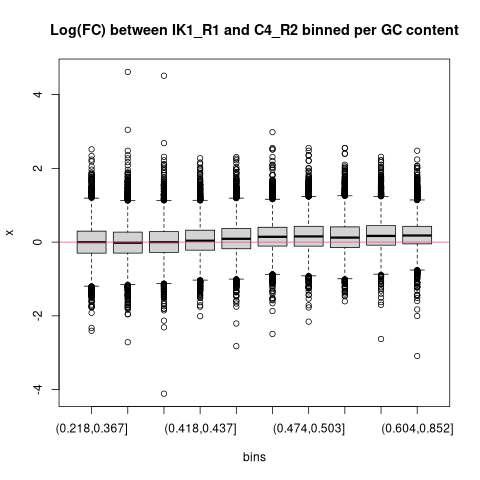 Log(FC) between IK1_R1 and C4_R2 binned per GC content
4
2
0
-2
-4
x
(0.218,0.367] (0.418,0.437] (0.474,0.503] (0.604,0.852]
bins